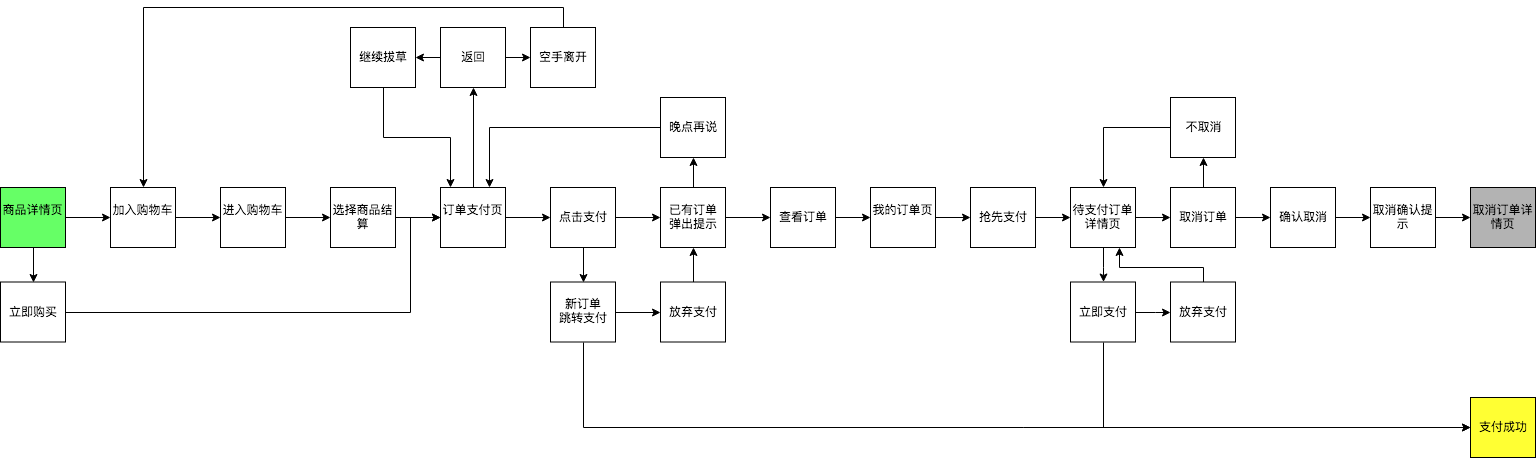 继续拔草
返回
空手离开
晚点再说
不取消
商品详情页
加入购物车
进入购物车
选择商品结
算
订单支付页
点击支付
已有订单
弹出提示
查看订单
我的订单页
抢先支付
待支付订单
详情页
取消订单
确认取消
取消确认提
示
取消订单详
情页
立即购买
新订单
跳转支付
放弃支付
立即支付
放弃支付
支付成功